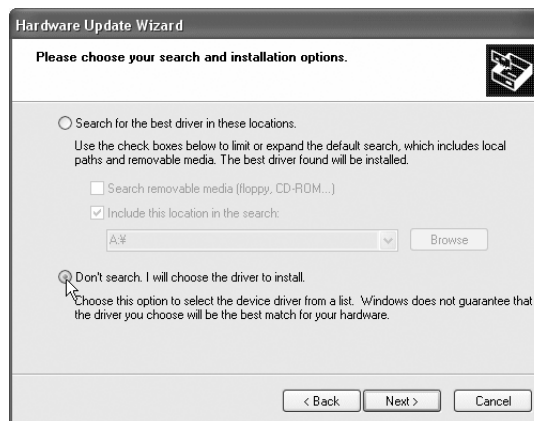 Hardware Update Wizard
Please choose your search and installation options.
Search for the best driver in these locations.
Use the check boxes below to limit or expand the default search, which includes local
paths and removable media. The best driver found will be installed.
Search removable media (floppy, CD-ROM...)
Include this location in the search:
A:¥
Browse
Don't search. I will choose the driver to install.
Choose this option to select the device driver from a list. Windows does not guarantee that
the driver you choose will be the best match for your hardware.
< Back Next > Cancel